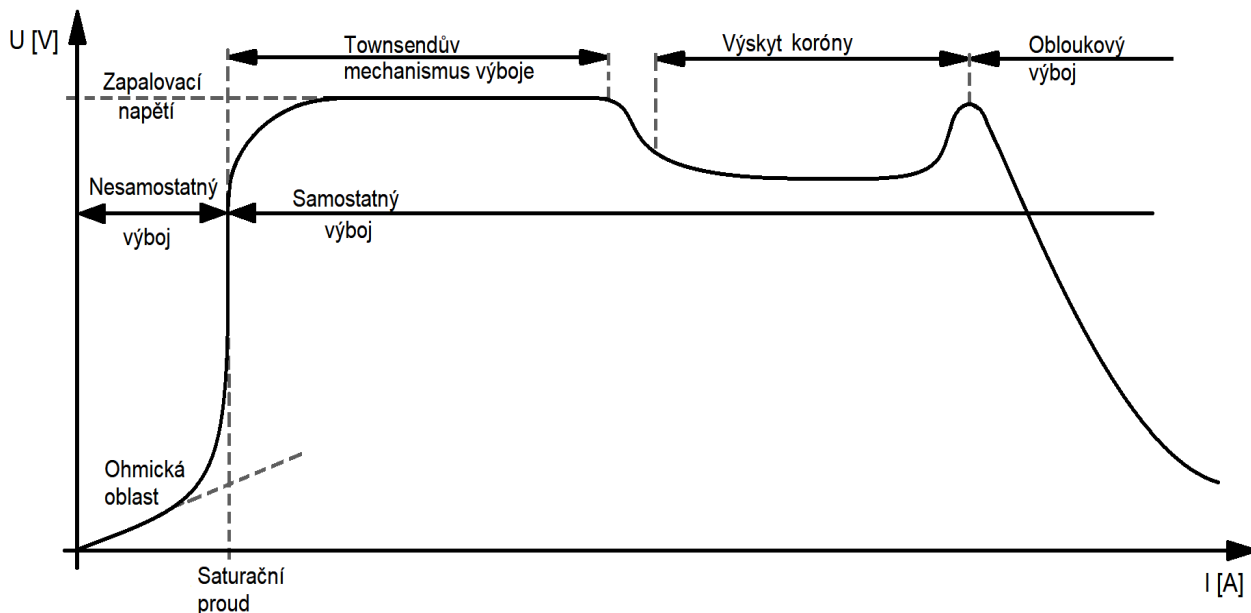 U [V]
Townsendův
mechanismus výboje
Výskyt koróny
Obloukový
výboj
Zapalovací
napětí
Nesamostatný
výboj
Samostatný
výboj
Ohmická
oblast
Saturační
proud
I [A]